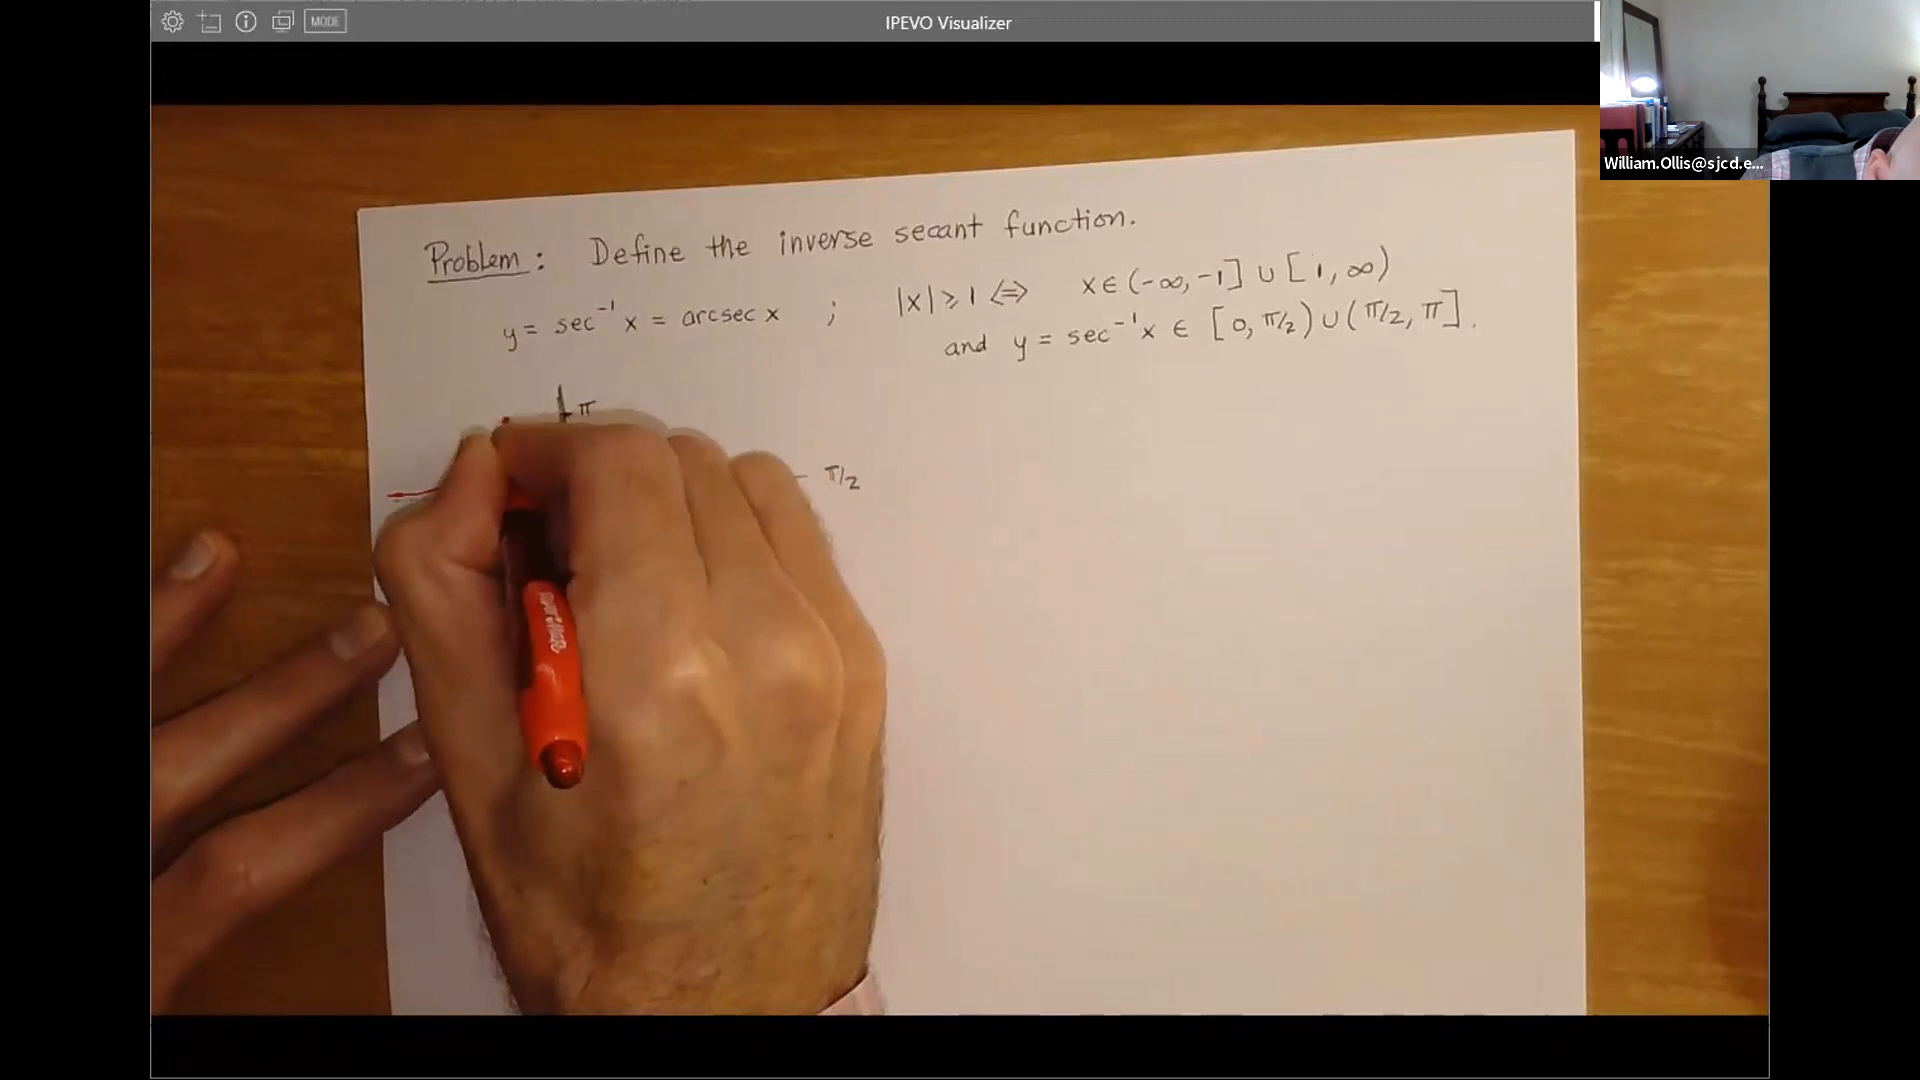 MODE
IPEVO Visualizer
William.Ollis@sjcd.e...
Problem: Define the inverse secant function.
y = sec⁻¹ x = arcsec x ; |x| ⩾ 1 ⇔ x ∈ (-∞, -1] ∪ [1, ∞)
and y = sec⁻¹x ∈ [0, π/2) ∪ (π/2, π].
π
π/2